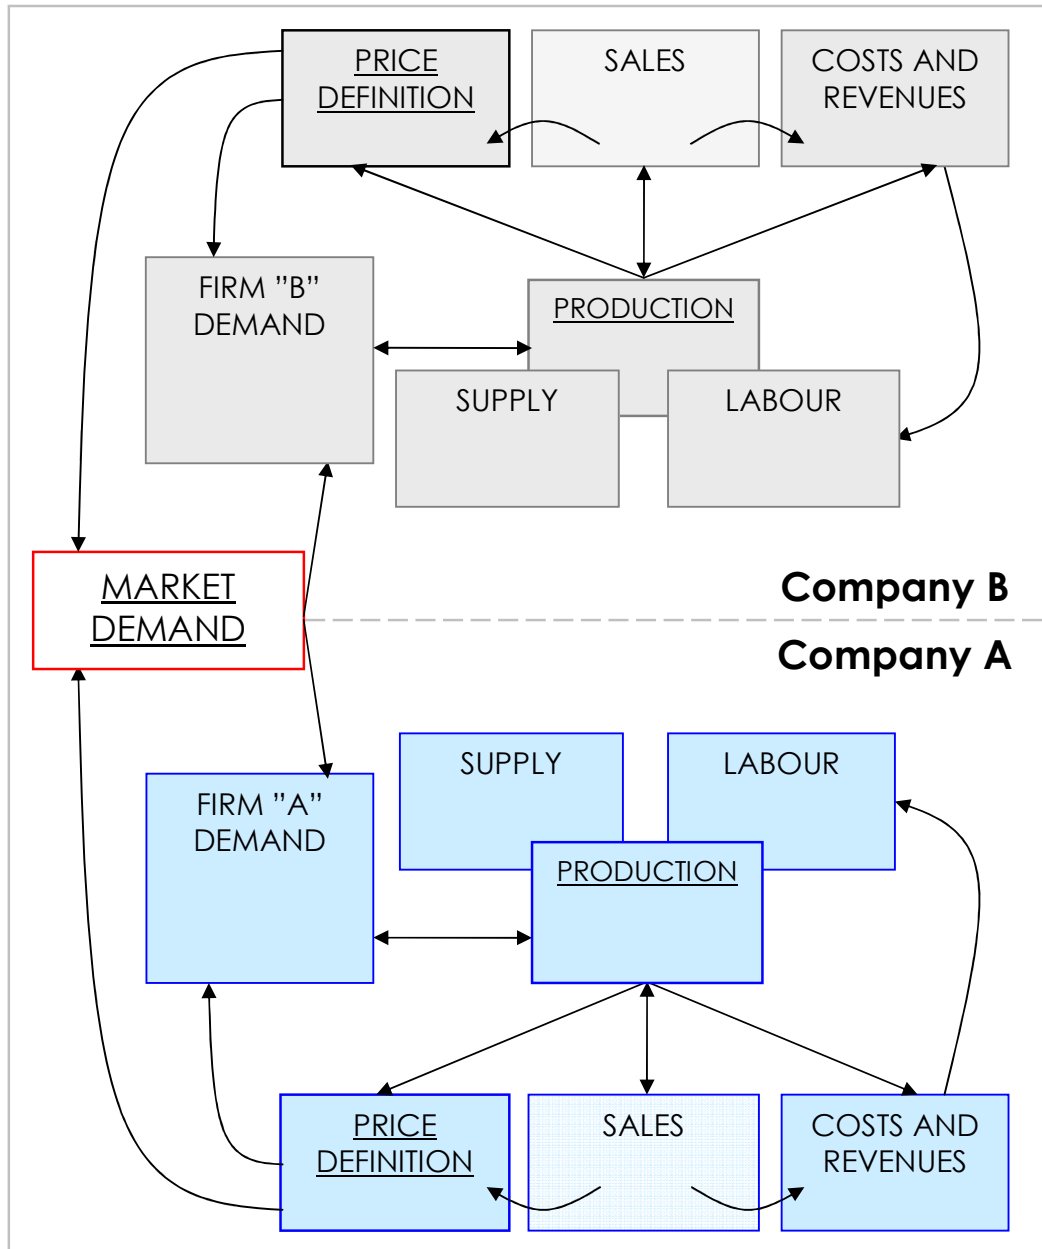 PRICE
DEFINITION
SALES
COSTS AND
REVENUES
FIRM ”B”
DEMAND
PRODUCTION
SUPPLY
LABOUR
MARKET
DEMAND
Company B
Company A
SUPPLY
LABOUR
FIRM ”A”
DEMAND
PRODUCTION
PRICE
DEFINITION
SALES
COSTS AND
REVENUES